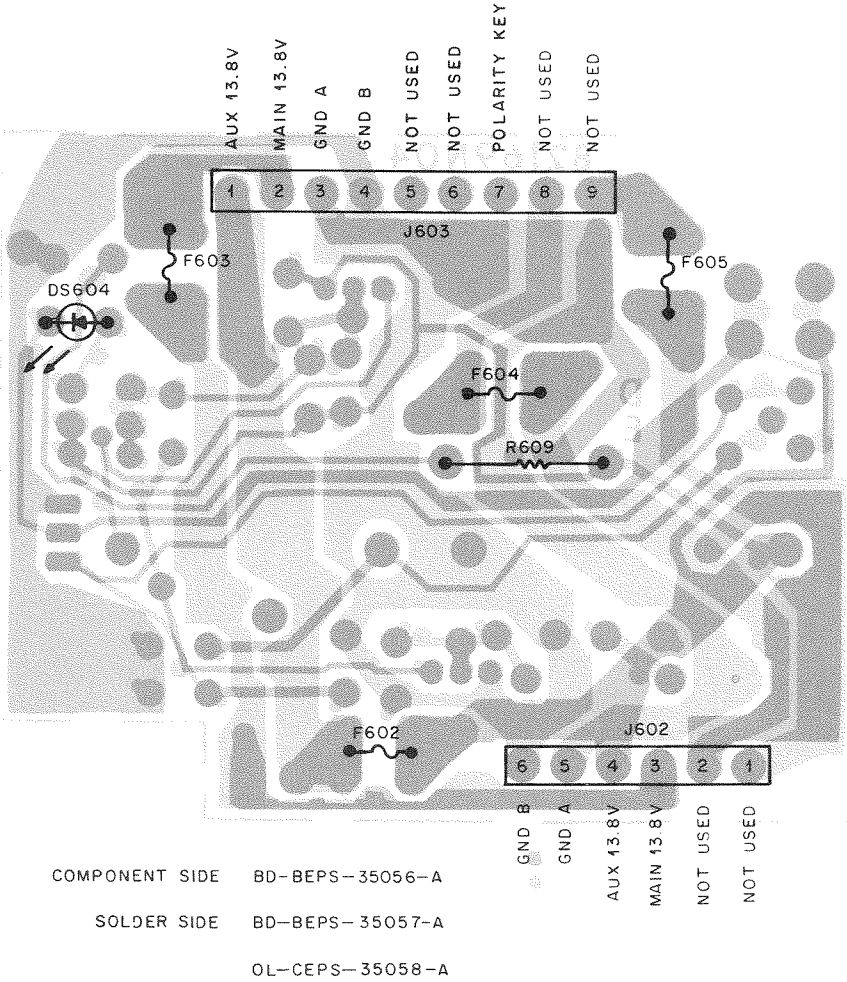 AUX 13.8V
MAIN 13.8V
GND A
GND B
NOT USED
NOT USED
POLARITY KEY
NOT USED
NOT USED
1 2 3 4 5 6 7 8 9
J603
F603
F605
DS604
F604
R609
F602
J602
6 5 4 3 2 1
GND B
GND A
AUX 13.8V
MAIN 13.8V
NOT USED
NOT USED
COMPONENT SIDE BD-BEPS-35056-A
SOLDER SIDE BD-BEPS-35057-A
OL-CEPS-35058-A